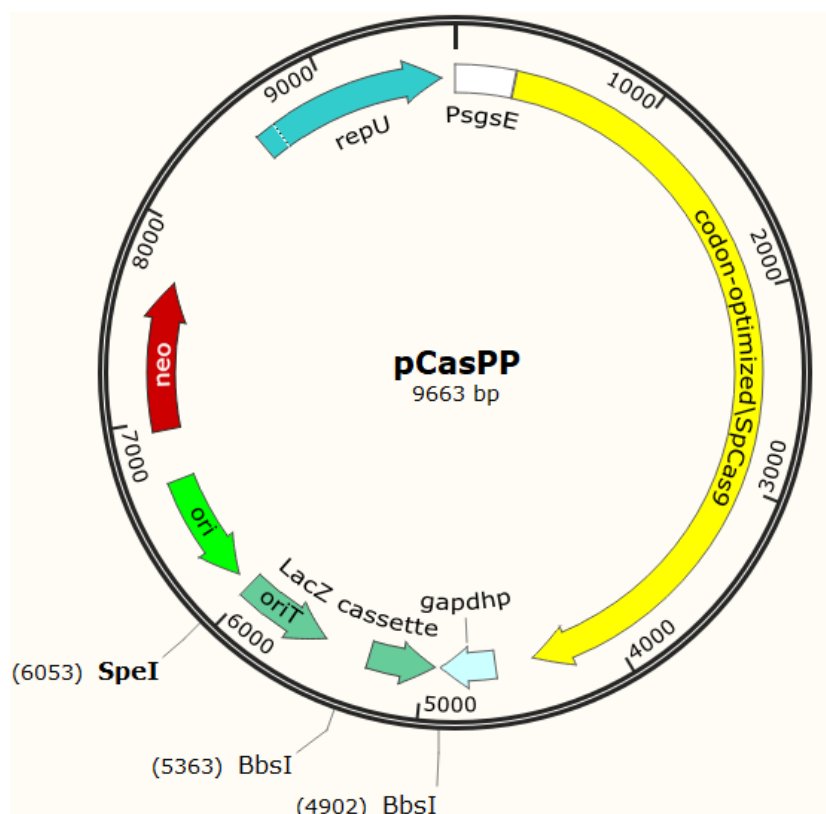 9000
1000
repU
PsgsE
8000
2000
codon-optimized\SpCas9
neo
pCasPP
9663 bp
7000
3000
ori
LacZ cassette
gapdhp
oriT
6000
4000
(6053) SpeI
5000
(5363) BbsI
(4902) BbsI